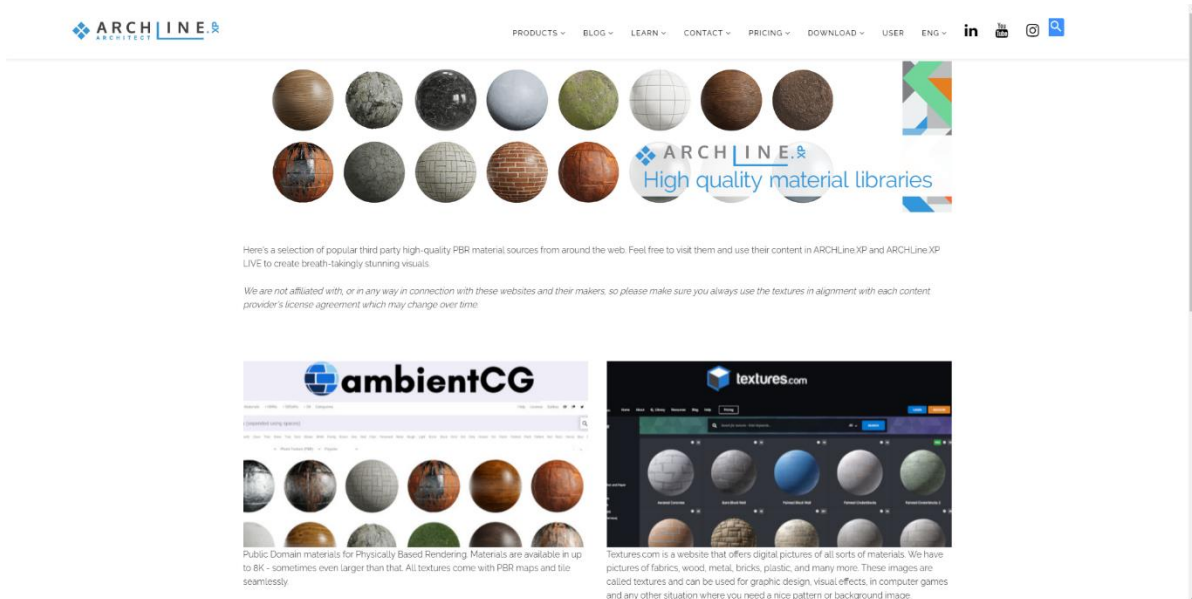 ARCHLINE.XP
ARCHITECT
PRODUCTS BLOG LEARN CONTACT PRICING DOWNLOAD USER ENG in You Tube
ARCHLINE.XP
High quality material libraries
Here's a selection of popular third party high-quality PBR material sources from around the web. Feel free to visit them and use their content in ARCHLine.XP and ARCHLine.XP
LIVE to create breath-takingly stunning visuals.
We are not affiliated with, or in any way in connection with these websites and their makers, so please make sure you always use the textures in alignment with each content
provider's license agreement which may change over time.
ambientCG
textures.com
Public Domain materials for Physically Based Rendering. Materials are available in up
to 8K - sometimes even larger than that. All textures come with PBR maps and tile
seamlessly.
Textures.com is a website that offers digital pictures of all sorts of materials. We have
pictures of fabrics, wood, metal, bricks, plastic, and many more. These images are
called textures and can be used for graphic design, visual effects, in computer games
and any other situation where you need a nice pattern or background image.